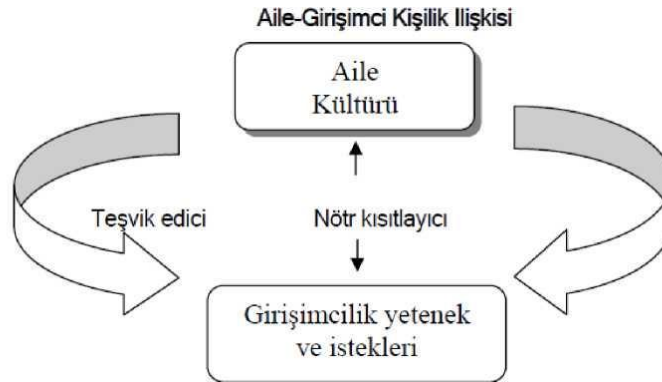 Aile-Girişimci Kişilik Ilişkisi
Aile
Kültürü
Teşvik edici
Nötr kısıtlayıcı
Girişimcilik yetenek
ve istekleri